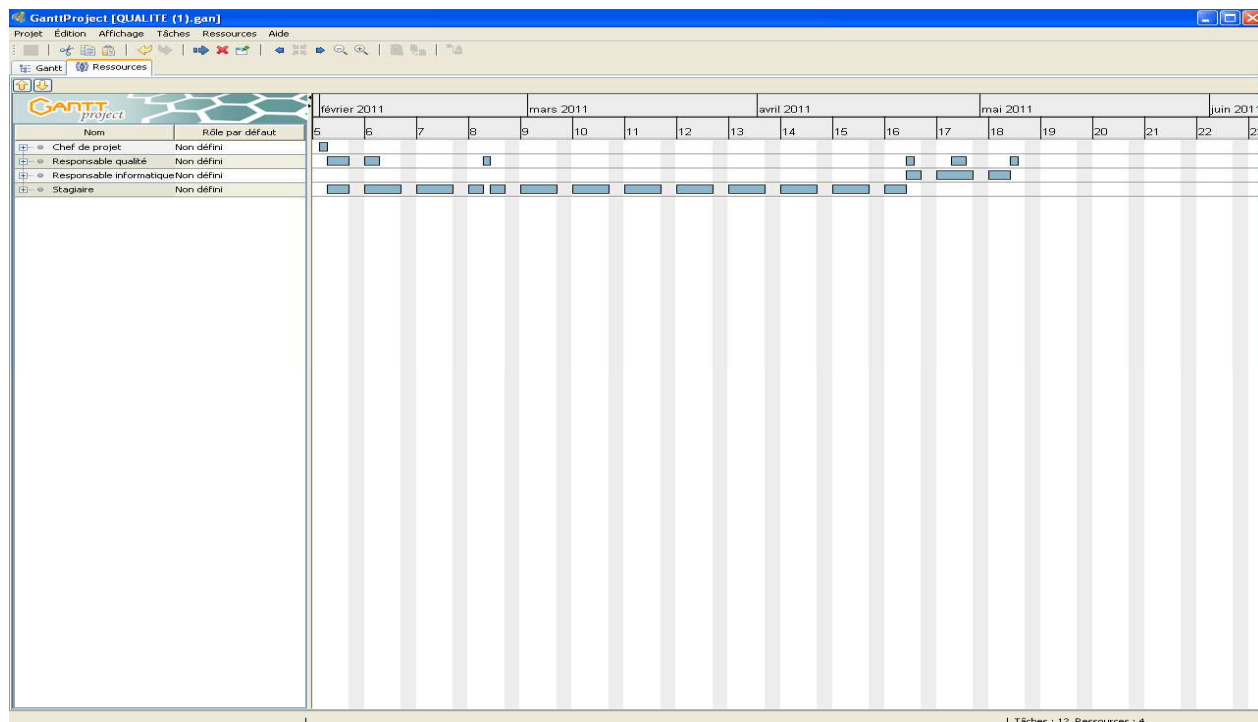 GanttProject [QUALITE (1).gan]
Projet Édition Affichage Tâches Ressources Aide
Gantt Ressources
GANTT project
février 2011 mars 2011 avril 2011 mai 2011 juin 2011
Nom Rôle par défaut
5 6 7 8 9 10 11 12 13 14 15 16 17 18 19 20 21 22
Chef de projet Non défini
Responsable qualité Non défini
Responsable informatique Non défini
Stagiaire Non défini
Tâches : 12 Ressources : 4